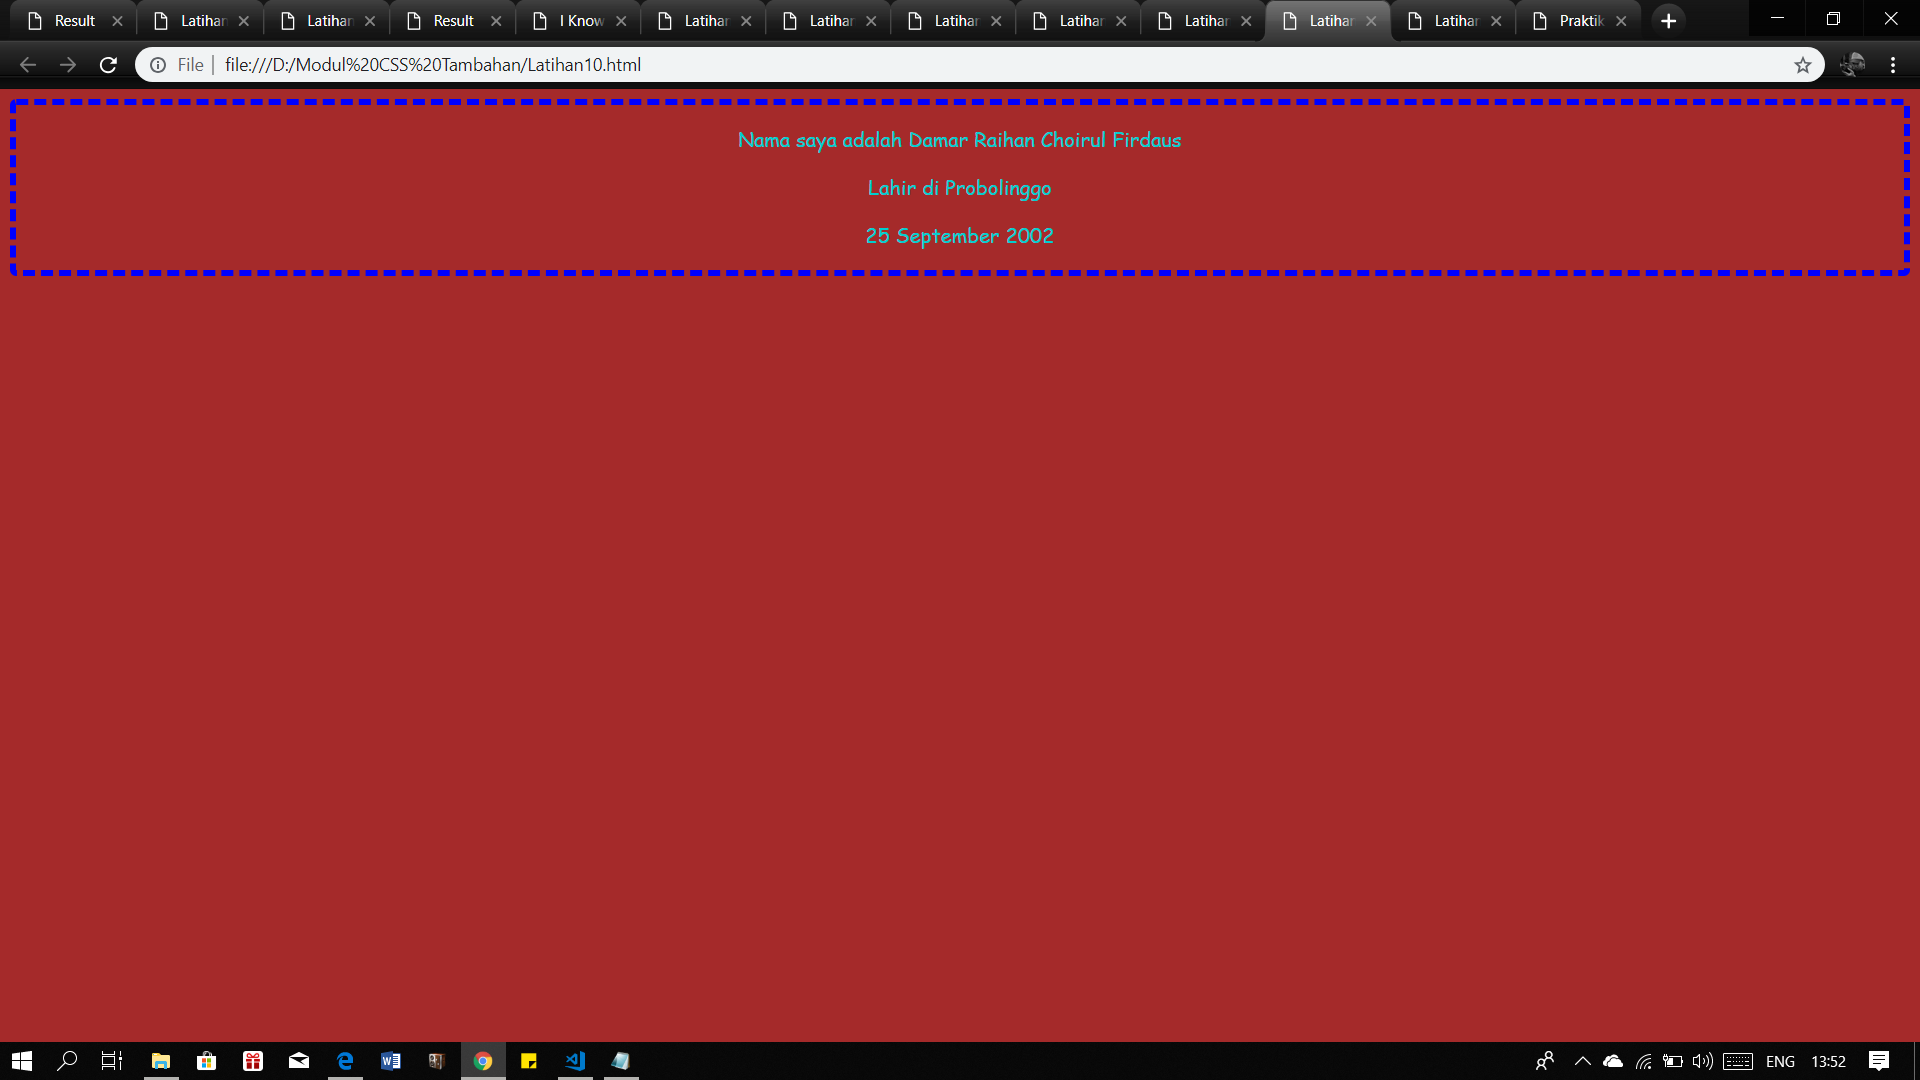 Result
Latihan
Latihan
Result
I Know
Latihan
Latihan
Latihan
Latihan
Latihan
Latihan
Latihan
Praktik
File
file:///D:/Modul%20CSS%20Tambahan/Latihan10.html
Nama saya adalah Damar Raihan Choirul Firdaus
Lahir di Probolinggo
25 September 2002
ENG
13:52